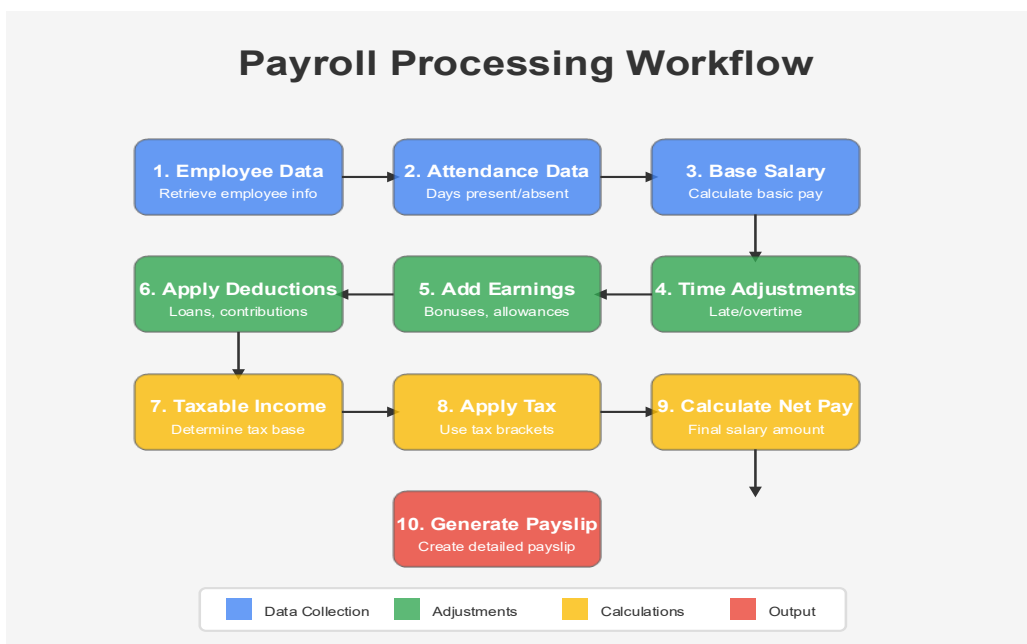 Payroll Processing Workflow
1. Employee Data
Retrieve employee info
2. Attendance Data
Days present/absent
3. Base Salary
Calculate basic pay
4. Time Adjustments
Late/overtime
5. Add Earnings
Bonuses, allowances
6. Apply Deductions
Loans, contributions
7. Taxable Income
Determine tax base
8. Apply Tax
Use tax brackets
9. Calculate Net Pay
Final salary amount
10. Generate Payslip
Create detailed payslip
Data Collection
Adjustments
Calculations
Output